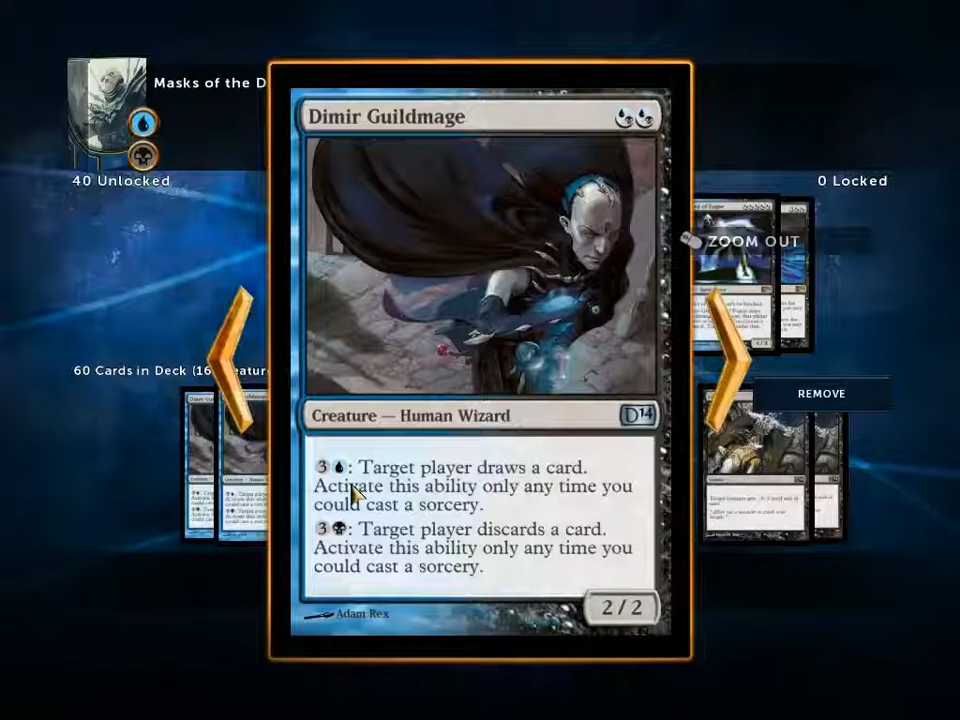 Masks of the D
40 Unlocked
0 Locked
ZOOM OUT
60 Cards in Deck (16
REMOVE
Dimir Guildmage
Creature — Human Wizard
D14
3: Target player draws a card.
Activate this ability only any time you
could cast a sorcery.
3: Target player discards a card.
Activate this ability only any time you
could cast a sorcery.
Adam Rex
2/2